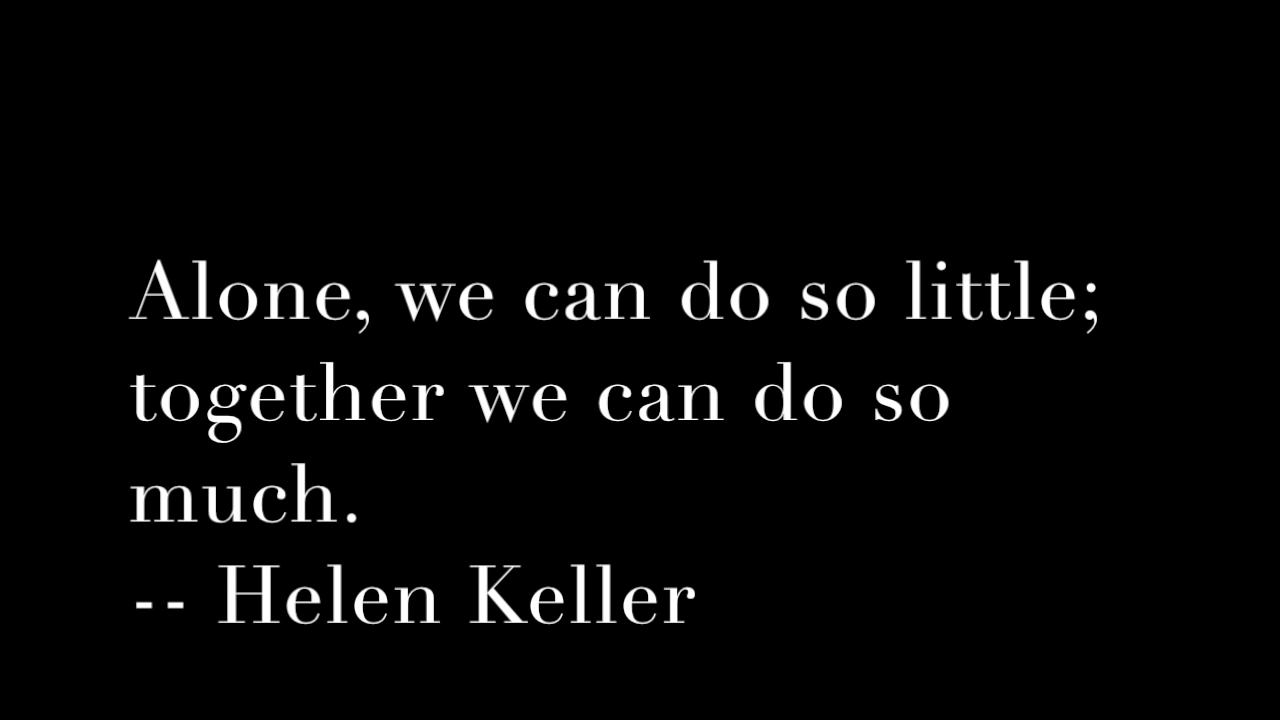 Alone, we can do so little;
together we can do so
much.
-- Helen Keller